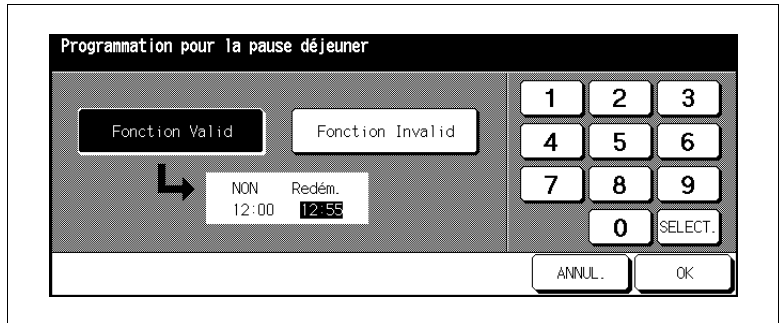 Programmation pour la pause déjeuner
Fonction Valid
Fonction Invalid
NON Redém.
12:00 12:55
1 2 3
4 5 6
7 8 9
0 SELECT.
ANNUL. OK